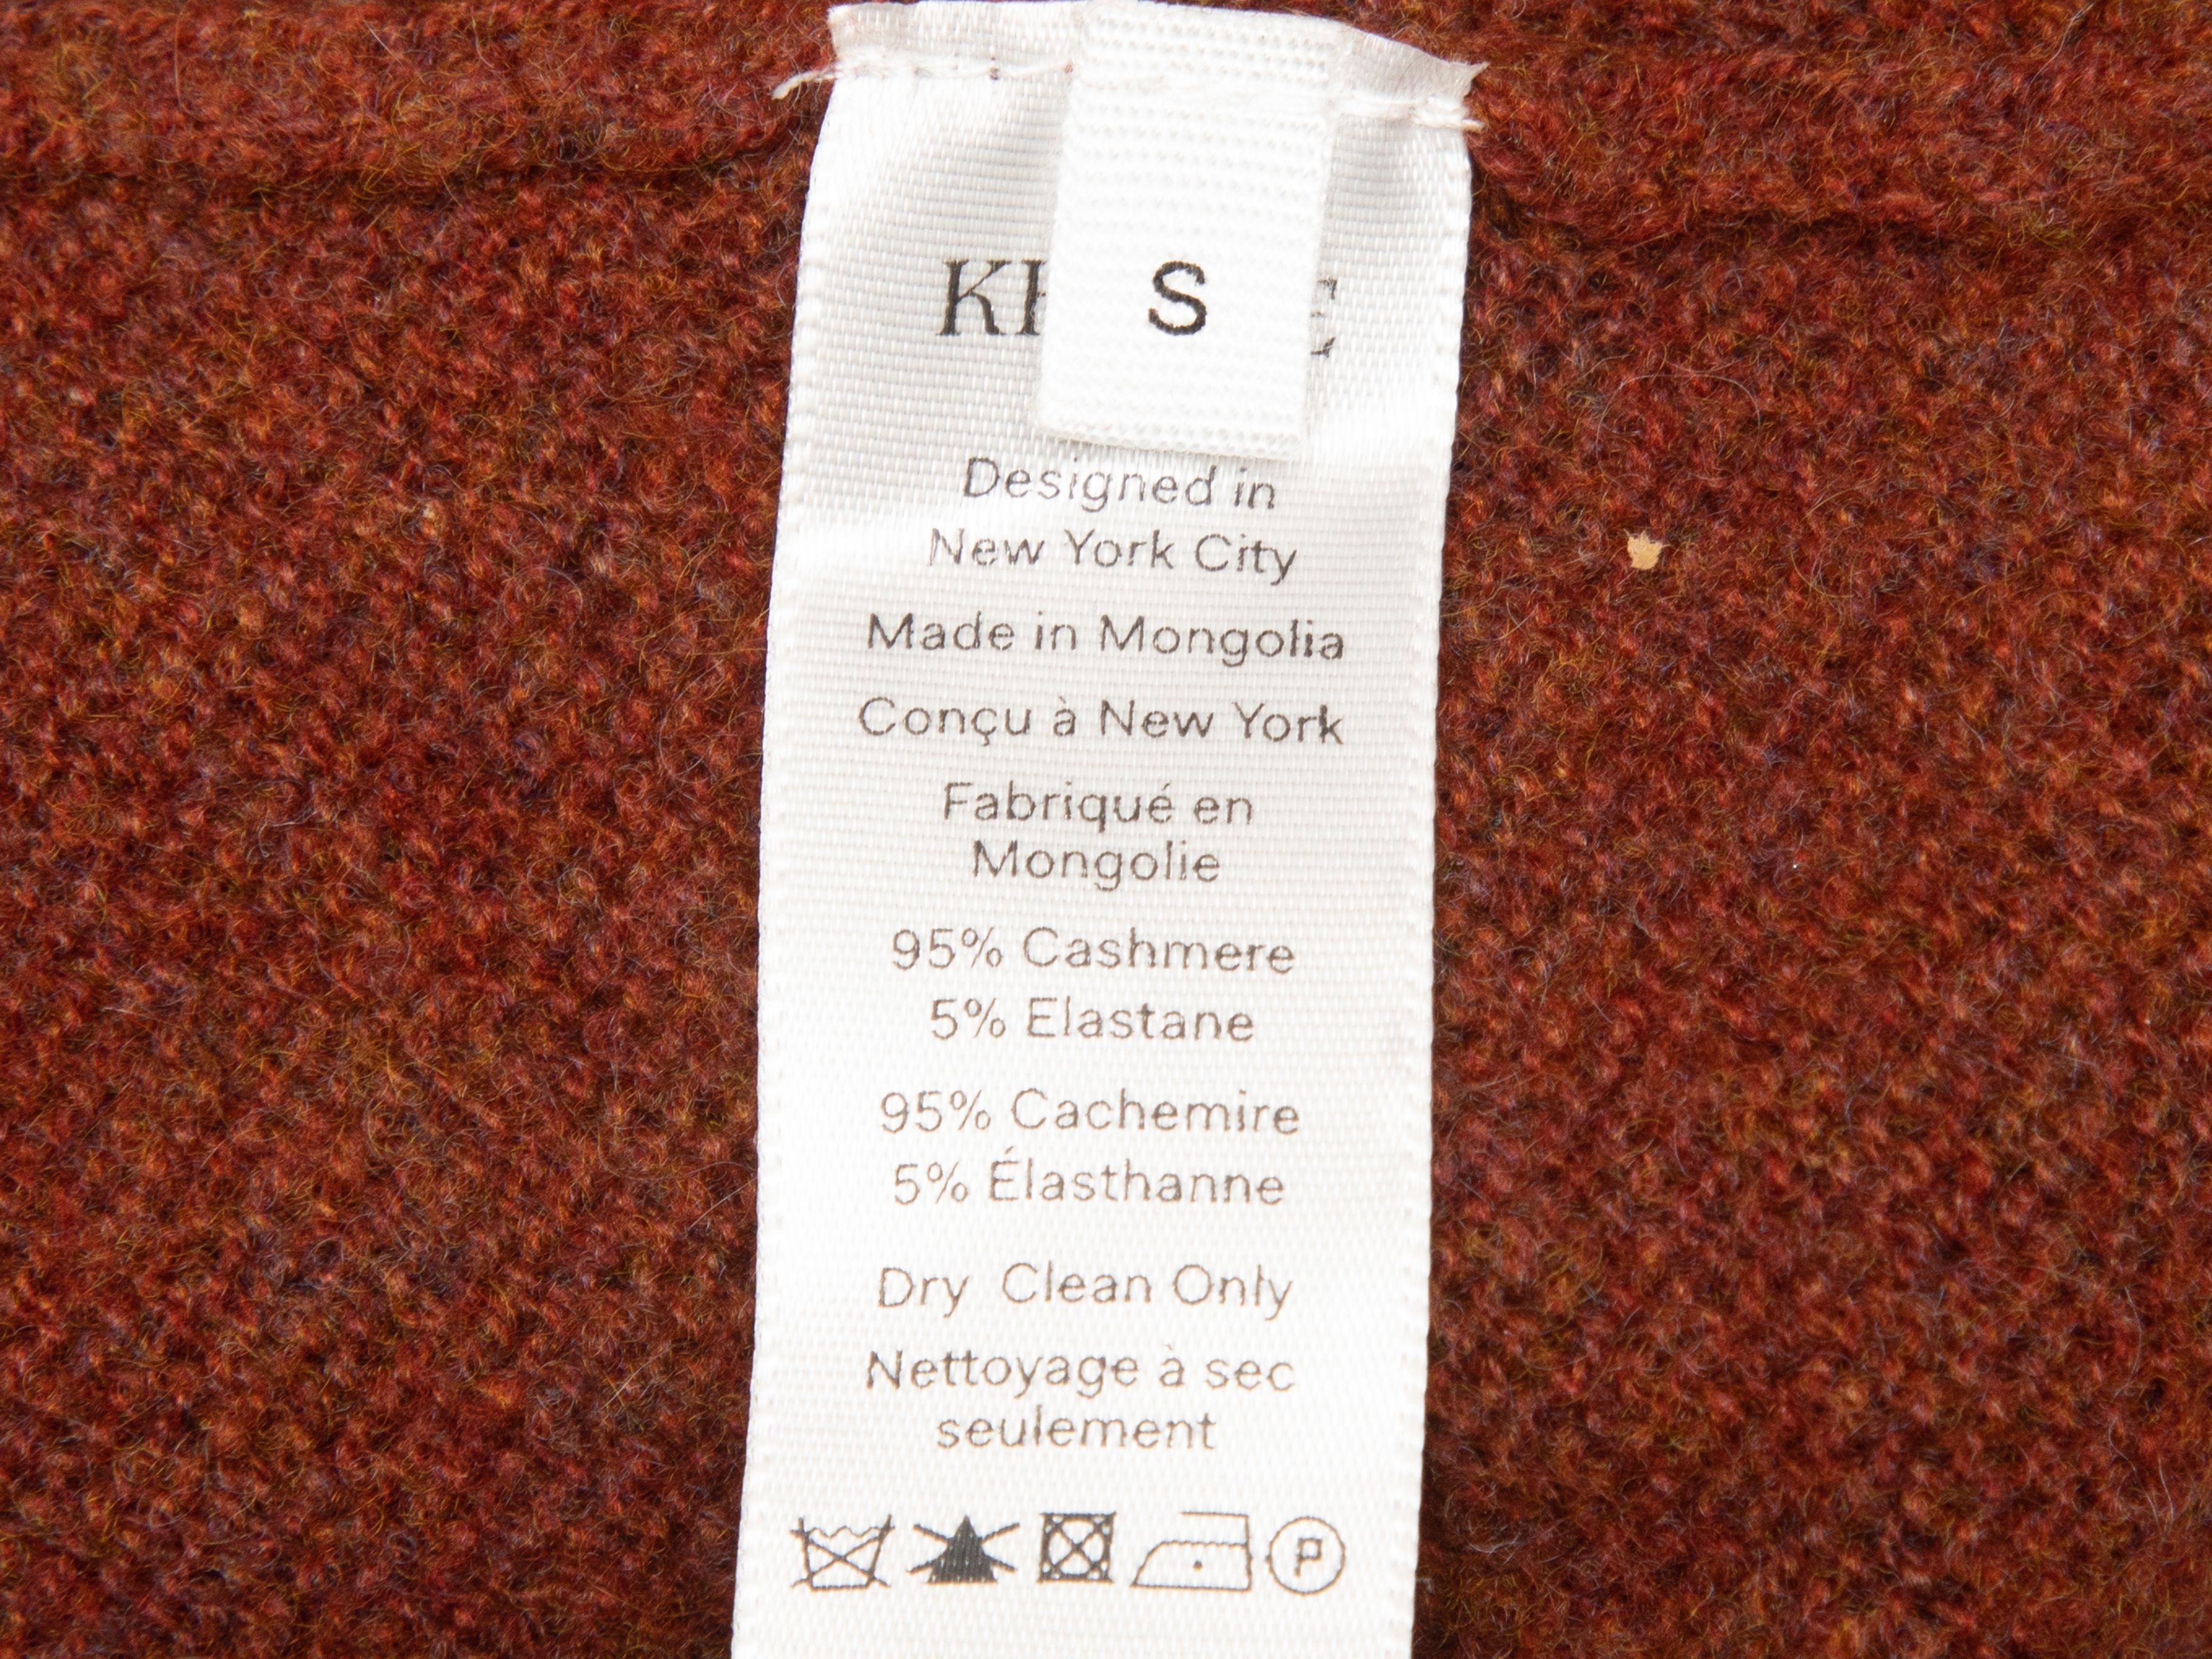 S
Designed in
New York City
Made in Mongolia
Conçu à New York
Fabriqué en
Mongolie
95% Cashmere
5% Elastane
95% Cachemire
5% Élasthanne
Dry Clean Only
Nettoyage à sec
seulement
P